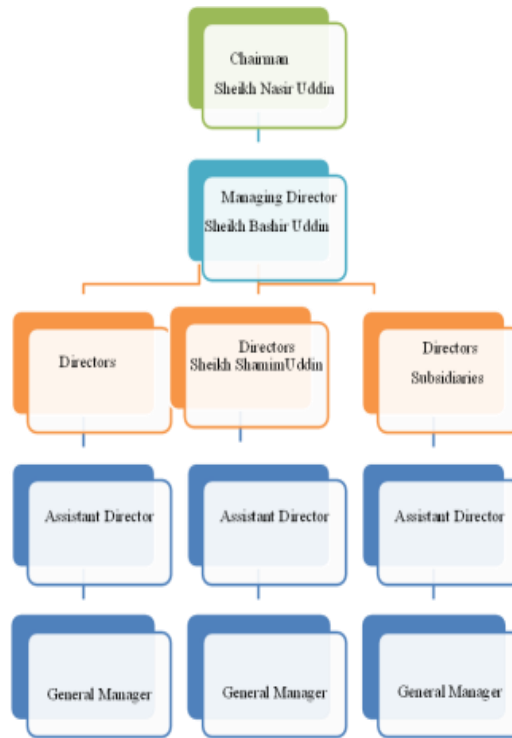 Chairman
Sheikh Nasir Uddin
Managing Director
Sheikh Bashir Uddin
Directors
Directors
Sheikh ShamimUddin
Directors
Subsidiaries
Assistant Director
Assistant Director
Assistant Director
General Manager
General Manager
General Manager